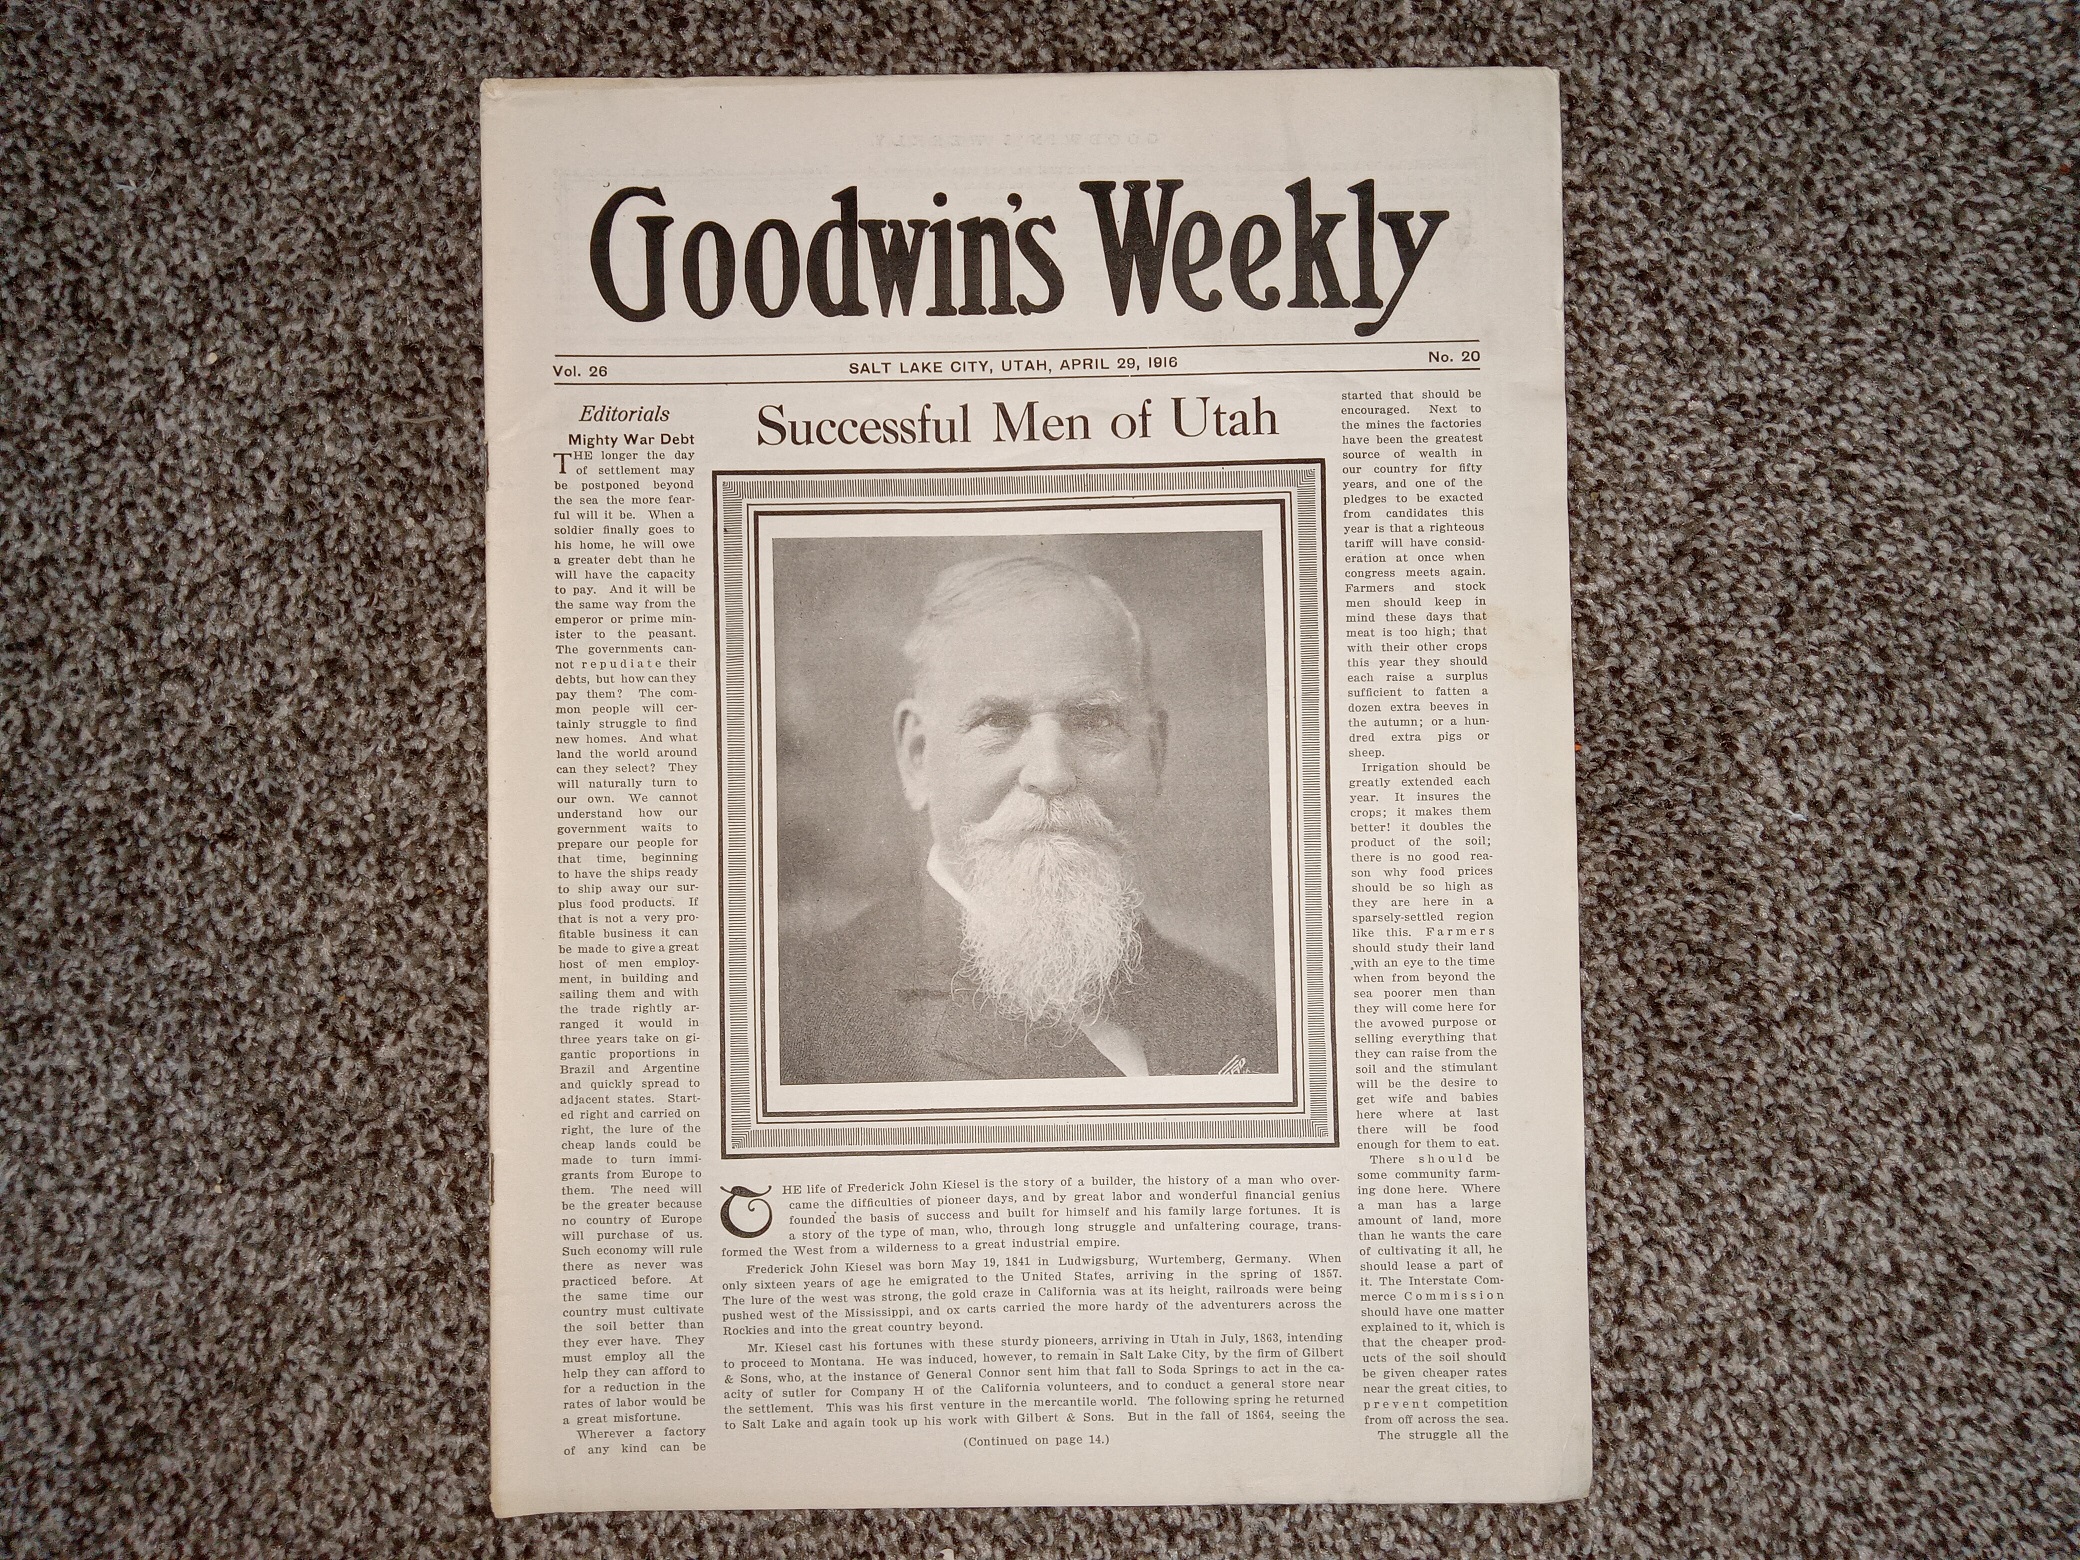 Goodwin's Weekly
Vol. 26 SALT LAKE CITY, UTAH, APRIL 29, 1916 No. 20
Editorials
Mighty War Debt
THE longer the day
of settlement may
be postponed beyond
the sea the more fear-
ful will it be. When a
soldier finally goes to
his home, he will owe
a greater debt than he
will have the capacity
to pay. And it will be
the same way from the
emperor or prime min-
ister to the peasant.
The governments can-
not repudiate their
debts, but how can they
pay them? The com-
mon people will cer-
tainly struggle to find
new homes. And what
land the world around
can they select? They
will naturally turn to
our own. We cannot
understand how our
government waits to
prepare our people for
that time, beginning
to have the ships ready
to ship away our sur-
plus food products. If
that is not a very pro-
fitable business it can
be made to give a great
host of men employ-
ment, in building and
sailing them and with
the trade rightly ar-
ranged it would in
three years take on gi-
gantic proportions in
Brazil and Argentine
and quickly spread to
adjacent states. Start-
ed right and carried on
right, the lure of the
cheap lands could be
made to turn immi-
grants from Europe to
them. The need will
be the greater because
no country of Europe
will purchase of us.
Such economy will rule
there as never was
practiced before. At
the same time our
country must cultivate
the soil better than
they ever have. They
must employ all the
help they can afford to
for a reduction in the
rates of labor would be
a great misfortune.
Wherever a factory
of any kind can be
Successful Men of Utah
THE life of Frederick John Kiesel is the story of a builder, the history of a man who over-
came the difficulties of pioneer days, and by great labor and wonderful financial genius
founded the basis of success and built for himself and his family large fortunes. It is
a story of the type of man, who, through long struggle and unfaltering courage, trans-
formed the West from a wilderness to a great industrial empire.
Frederick John Kiesel was born May 19, 1841 in Ludwigsburg, Wurtemberg, Germany. When
only sixteen years of age he emigrated to the United States, arriving in the spring of 1857.
The lure of the west was strong, the gold craze in California was at its height, railroads were being
pushed west of the Mississippi, and ox carts carried the more hardy of the adventurers across the
Rockies and into the great country beyond.
Mr. Kiesel cast his fortunes with these sturdy pioneers, arriving in Utah in July, 1863, intending
to proceed to Montana. He was induced, however, to remain in Salt Lake City, by the firm of Gilbert
& Sons, who, at the instance of General Connor sent him that fall to Soda Springs to act in the ca-
acity of sutler for Company H of the California volunteers, and to conduct a general store near
the settlement. This was his first venture in the mercantile world. The following spring he returned
to Salt Lake and again took up his work with Gilbert & Sons. But in the fall of 1864, seeing the
(Continued on page 14.)
started that should be
encouraged. Next to
the mines the factories
have been the greatest
source of wealth in
our country for fifty
years, and one of the
pledges to be exacted
from candidates this
year is that a righteous
tariff will have consid-
eration at once when
congress meets again.
Farmers and stock
men should keep in
mind these days that
meat is too high; that
with their other crops
this year they should
each raise a surplus
sufficient to fatten a
dozen extra beeves in
the autumn; or a hun-
dred extra pigs or
sheep.
Irrigation should be
greatly extended each
year. It insures the
crops; it makes them
better! it doubles the
product of the soil;
there is no good rea-
son why food prices
should be so high as
they are here in a
sparsely-settled region
like this. Farmers
should study their land
with an eye to the time
when from beyond the
sea poorer men than
they will come here for
the avowed purpose or
selling everything that
they can raise from the
soil and the stimulant
will be the desire to
get wife and babies
here where at last
there will be food
enough for them to eat.
There should be
some community farm-
ing done here. Where
a man has a large
amount of land, more
than he wants the care
of cultivating it all, he
should lease a part of
it. The Interstate Com-
merce Commission
should have one matter
explained to it, which is
that the cheaper prod-
ucts of the soil should
be given cheaper rates
near the great cities, to
prevent competition
from off across the sea.
The struggle all the